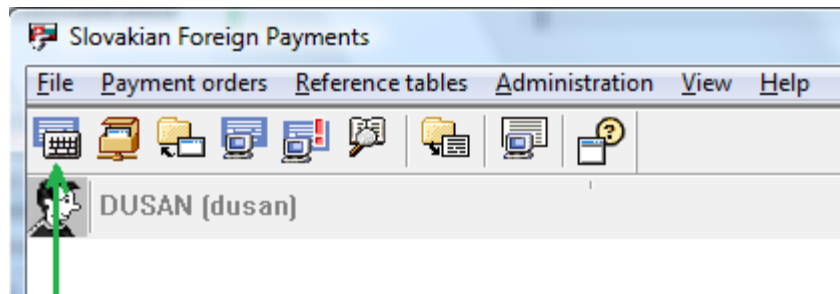 Slovakian Foreign Payments
File Payment orders Reference tables Administration View Help
DUSAN (dusan)